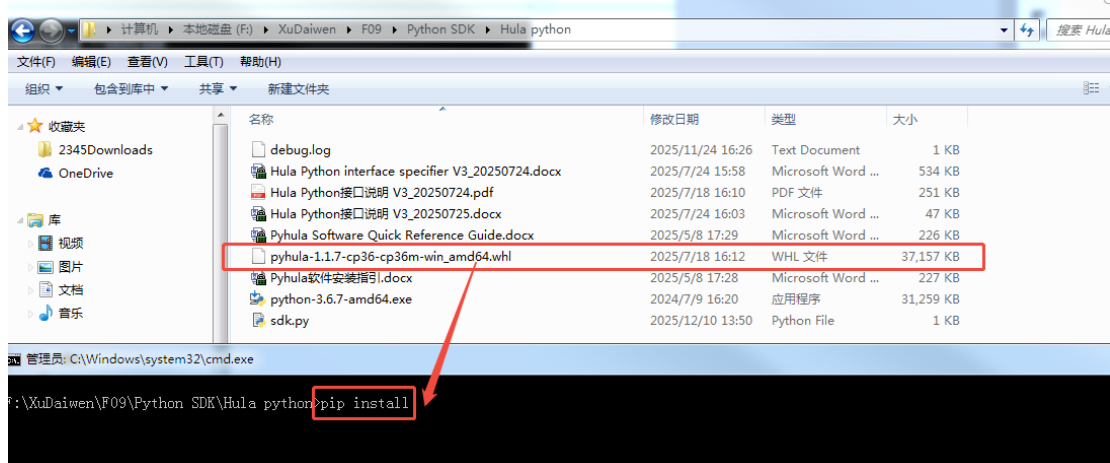 计算机 ▸ 本地磁盘 (F:) ▸ XuDaiwen ▸ F09 ▸ Python SDK ▸ Hula python 搜索 Hula
文件(F) 编辑(E) 查看(V) 工具(T) 帮助(H)
组织 包含到库中 共享 新建文件夹
收藏夹
2345Downloads
OneDrive
库
视频
图片
文档
音乐
名称 修改日期 类型 大小
debug.log 2025/11/24 16:26 Text Document 1 KB
Hula Python interface specifier V3_20250724.docx 2025/7/24 15:58 Microsoft Word ... 534 KB
Hula Python接口说明 V3_20250724.pdf 2025/7/18 16:10 PDF 文件 251 KB
Hula Python接口说明 V3_20250725.docx 2025/7/24 16:03 Microsoft Word ... 47 KB
Pyhula Software Quick Reference Guide.docx 2025/5/8 17:29 Microsoft Word ... 226 KB
pyhula-1.1.7-cp36-cp36m-win_amd64.whl 2025/7/18 16:12 WHL 文件 37,157 KB
Pyhula软件安装指引.docx 2025/5/8 17:28 Microsoft Word ... 227 KB
python-3.6.7-amd64.exe 2024/7/9 16:20 应用程序 31,259 KB
sdk.py 2025/12/10 13:50 Python File 1 KB
管理员: C:\Windows\system32\cmd.exe
F:\XuDaiwen\F09\Python SDK\Hula python>pip install